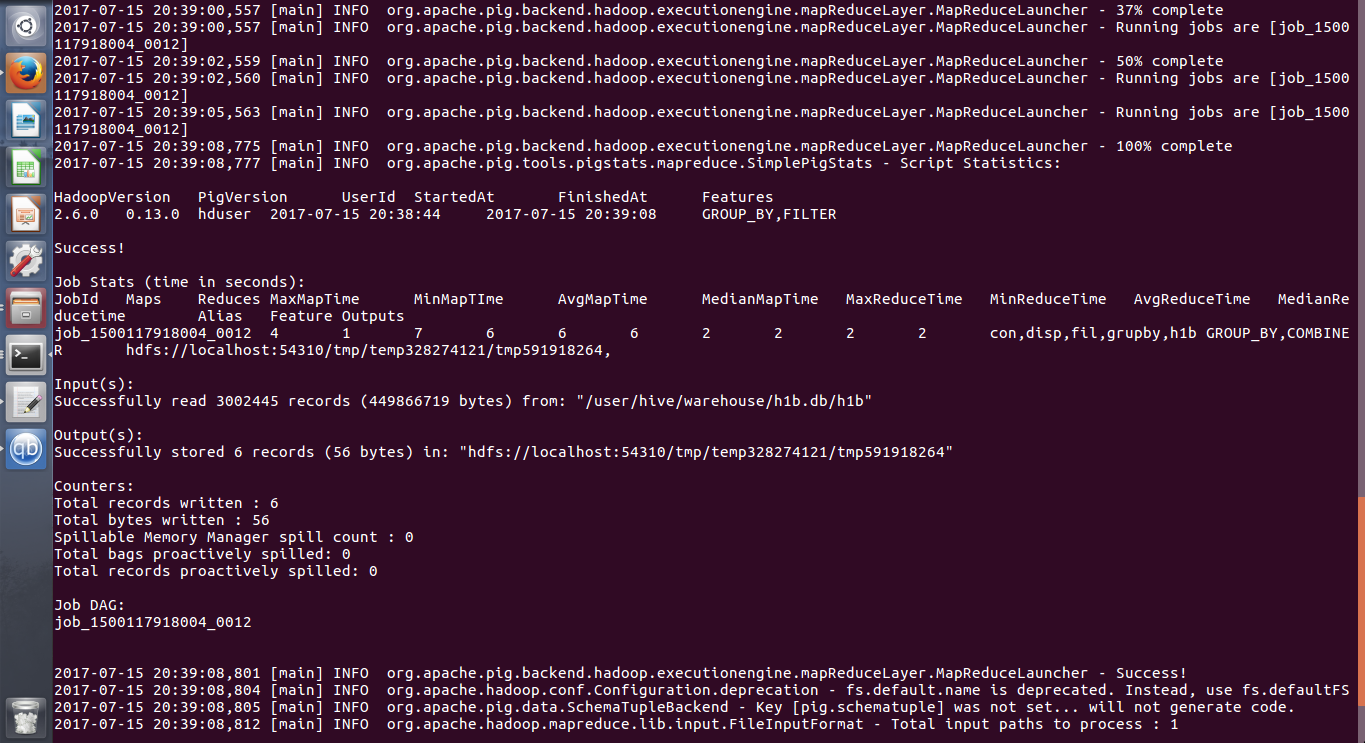 2017-07-15 20:39:00,557 [main] INFO  org.apache.pig.backend.hadoop.executionengine.mapReduceLayer.MapReduceLauncher - 37% complete
2017-07-15 20:39:00,557 [main] INFO  org.apache.pig.backend.hadoop.executionengine.mapReduceLayer.MapReduceLauncher - Running jobs are [job_1500
117918004_0012]
2017-07-15 20:39:02,559 [main] INFO  org.apache.pig.backend.hadoop.executionengine.mapReduceLayer.MapReduceLauncher - 50% complete
2017-07-15 20:39:02,560 [main] INFO  org.apache.pig.backend.hadoop.executionengine.mapReduceLayer.MapReduceLauncher - Running jobs are [job_1500
117918004_0012]
2017-07-15 20:39:05,563 [main] INFO  org.apache.pig.backend.hadoop.executionengine.mapReduceLayer.MapReduceLauncher - Running jobs are [job_1500
117918004_0012]
2017-07-15 20:39:08,775 [main] INFO  org.apache.pig.backend.hadoop.executionengine.mapReduceLayer.MapReduceLauncher - 100% complete
2017-07-15 20:39:08,777 [main] INFO  org.apache.pig.tools.pigstats.mapreduce.SimplePigStats - Script Statistics:
HadoopVersion   PigVersion      UserId  StartedAt       FinishedAt      Features
2.6.0   0.13.0  hduser  2017-07-15 20:38:44     2017-07-15 20:39:08     GROUP_BY,FILTER
Success!
Job Stats (time in seconds):
JobId   Maps    Reduces MaxMapTime      MinMapTIme      AvgMapTime      MedianMapTime   MaxReduceTime   MinReduceTime   AvgReduceTime   MedianRe
ducetime        Alias   Feature Outputs
job_1500117918004_0012  4       1       7       6       6       6       2       2       2       2       con,disp,fil,grupby,h1b GROUP_BY,COMBINE
R       hdfs://localhost:54310/tmp/temp328274121/tmp591918264,
Input(s):
Successfully read 3002445 records (449866719 bytes) from: "/user/hive/warehouse/h1b.db/h1b"
Output(s):
Successfully stored 6 records (56 bytes) in: "hdfs://localhost:54310/tmp/temp328274121/tmp591918264"
Counters:
Total records written : 6
Total bytes written : 56
Spillable Memory Manager spill count : 0
Total bags proactively spilled: 0
Total records proactively spilled: 0
Job DAG:
job_1500117918004_0012
2017-07-15 20:39:08,801 [main] INFO  org.apache.pig.backend.hadoop.executionengine.mapReduceLayer.MapReduceLauncher - Success!
2017-07-15 20:39:08,804 [main] INFO  org.apache.hadoop.conf.Configuration.deprecation - fs.default.name is deprecated. Instead, use fs.defaultFS
2017-07-15 20:39:08,805 [main] INFO  org.apache.pig.data.SchemaTupleBackend - Key [pig.schematuple] was not set... will not generate code.
2017-07-15 20:39:08,812 [main] INFO  org.apache.hadoop.mapreduce.lib.input.FileInputFormat - Total input paths to process : 1
qb